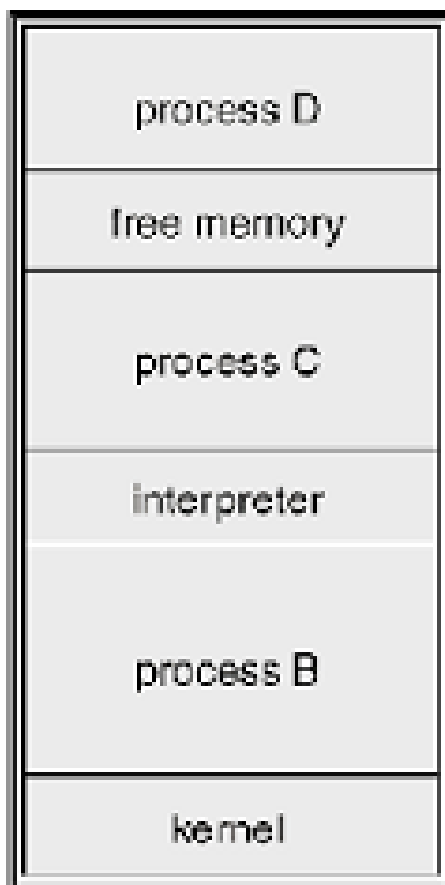 process D
free memory
process C
interpreter
process B
kernel